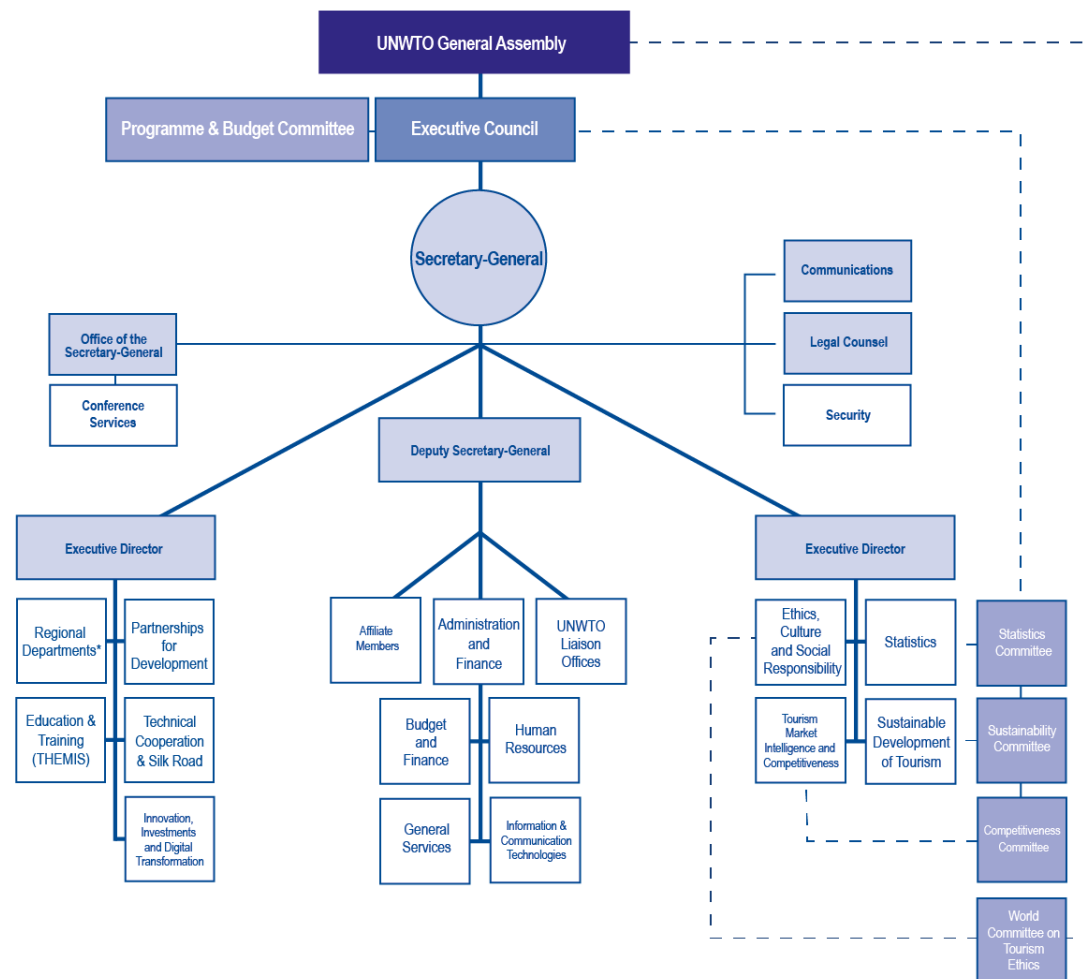 UNWTO General Assembly
Programme & Budget Committee
Executive Council
Secretary-General
Communications
Office of the
Secretary-General
Legal Counsel
Conference
Services
Security
Deputy Secretary-General
Executive Director
Executive Director
Regional
Departments*
Partnerships
for
Development
Affiliate
Members
Administration
and
Finance
UNWTO
Liaison
Offices
Ethics,
Culture
and Social
Responsibility
Statistics
Statistics
Committee
Education &
Training
(THEMIS)
Technical
Cooperation
& Silk Road
Budget
and
Finance
Human
Resources
Tourism
Market
Intelligence and
Competitiveness
Sustainable
Development
of Tourism
Sustainability
Committee
Innovation,
Investments
and Digital
Transformation
General
Services
Information &
Communication
Technologies
Competitiveness
Committee
World
Committee on
Tourism
Ethics